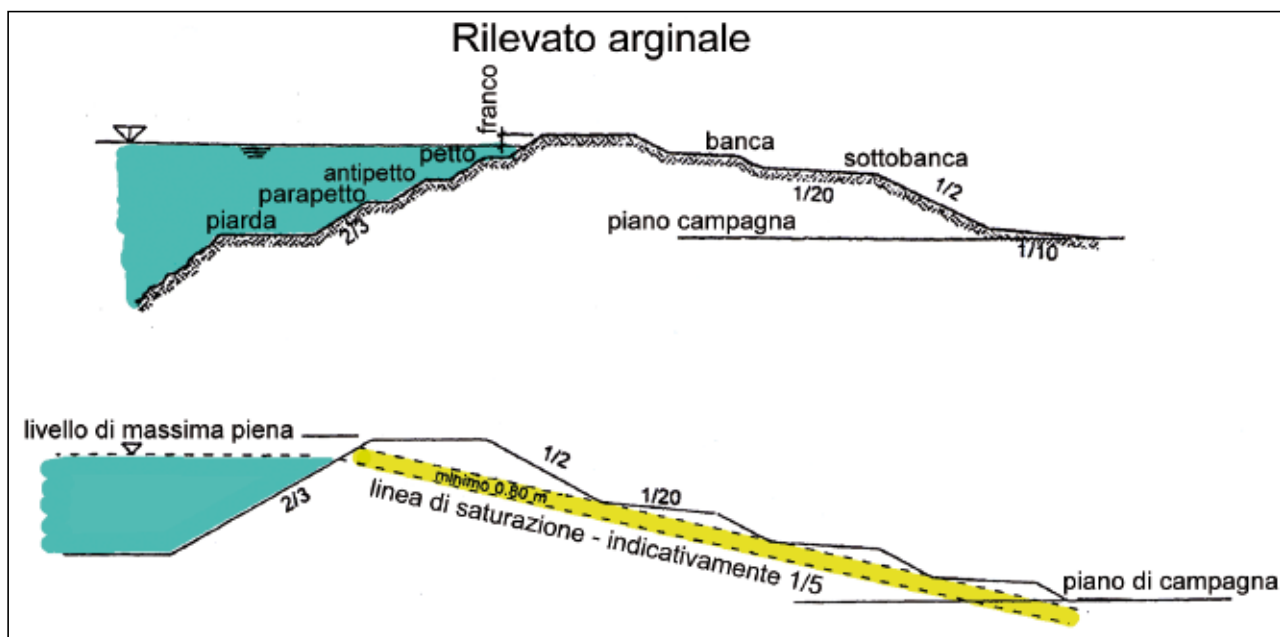 Rilevato arginale
franco
petto
banca
antipetto
sottobanca
parapetto
1/2
piarda
1/20
2/3
piano campagna
1/10
livello di massima piena
1/2
minimo 0.80 m
1/20
2/3
linea di saturazione - indicativamente 1/5
piano di campagna